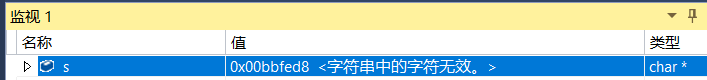 监视 1
名称 值 类型
s 0x00bbfed8 <字符串中的字符无效。> char *